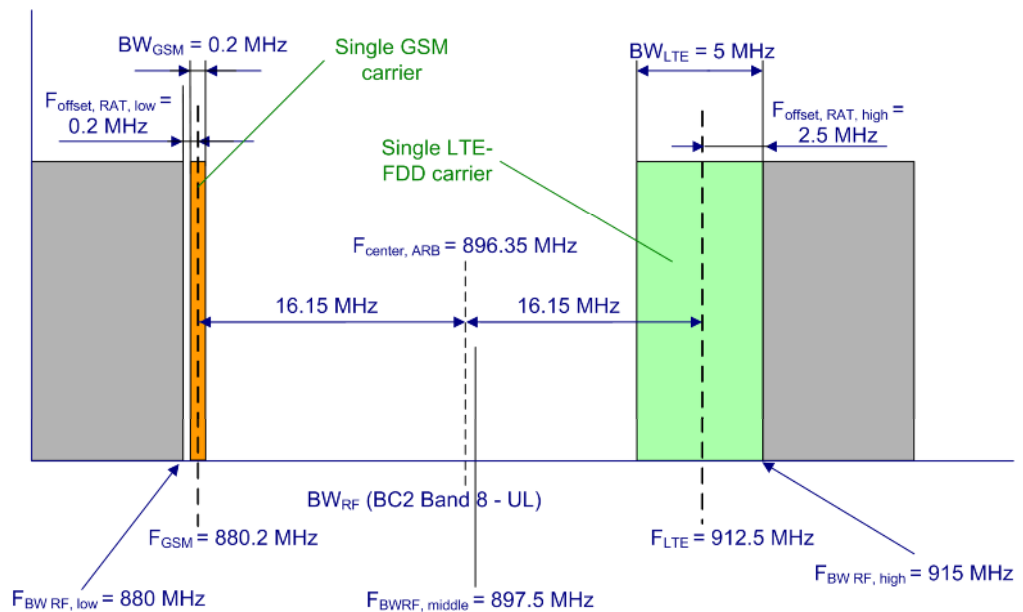 BWGSM = 0.2 MHz
Single GSM
carrier
BWLTE = 5 MHz
Foffset, RAT, low =
0.2 MHz
Foffset, RAT, high =
2.5 MHz
Single LTE-
FDD carrier
Fcenter, ARB = 896.35 MHz
16.15 MHz
16.15 MHz
BWRF (BC2 Band 8 - UL)
FGSM = 880.2 MHz
FLTE = 912.5 MHz
FBW RF, low = 880 MHz
FBWRF, middle = 897.5 MHz
FBW RF, high = 915 MHz